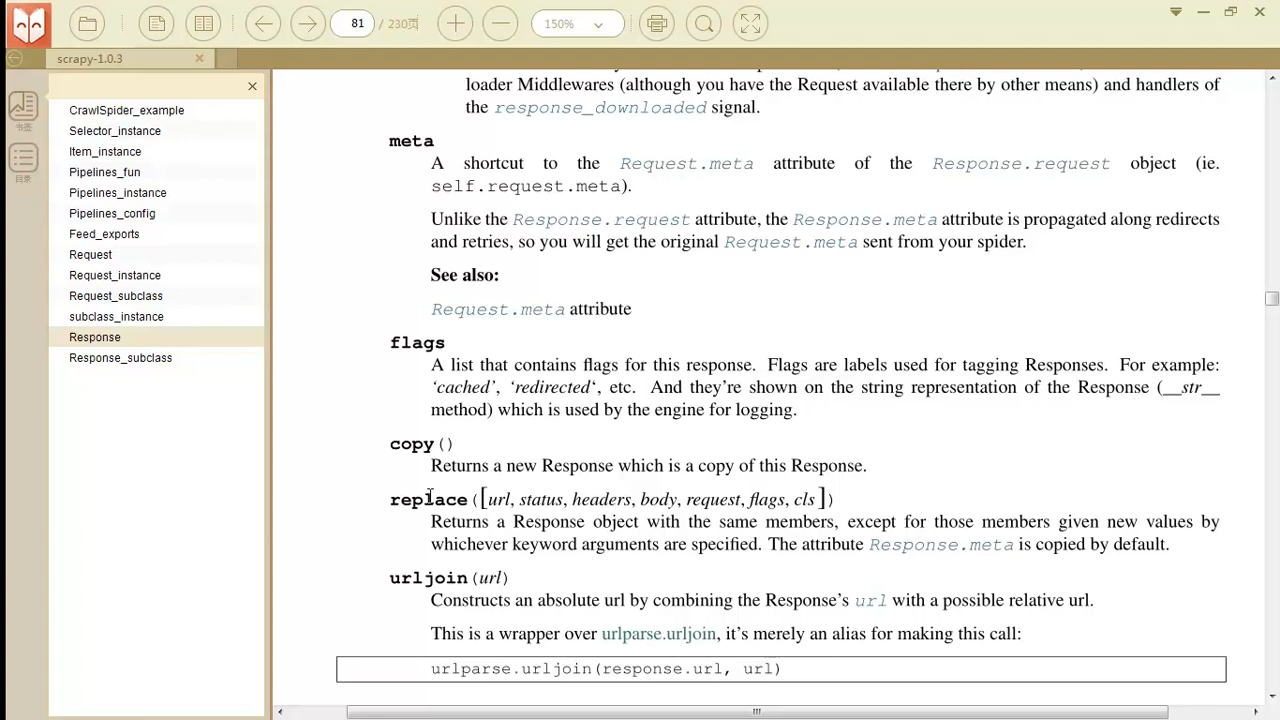 81 / 230页
150%
scrapy-1.0.3
书签
目录
CrawlSpider_example
Selector_instance
Item_instance
Pipelines_fun
Pipelines_instance
Pipelines_config
Feed_exports
Request
Request_instance
Request_subclass
subclass_instance
Response
Response_subclass
loader Middlewares (although you have the Request available there by other means) and handlers of
the response_downloaded signal.
meta
A shortcut to the Request.meta attribute of the Response.request object (ie.
self.request.meta).
Unlike the Response.request attribute, the Response.meta attribute is propagated along redirects
and retries, so you will get the original Request.meta sent from your spider.
See also:
Request.meta attribute
flags
A list that contains flags for this response. Flags are labels used for tagging Responses. For example:
‘cached’, ‘redirected‘, etc. And they’re shown on the string representation of the Response (__str__
method) which is used by the engine for logging.
copy()
Returns a new Response which is a copy of this Response.
replace([url, status, headers, body, request, flags, cls])
Returns a Response object with the same members, except for those members given new values by
whichever keyword arguments are specified. The attribute Response.meta is copied by default.
urljoin(url)
Constructs an absolute url by combining the Response’s url with a possible relative url.
This is a wrapper over urlparse.urljoin, it’s merely an alias for making this call:
urlparse.urljoin(response.url, url)